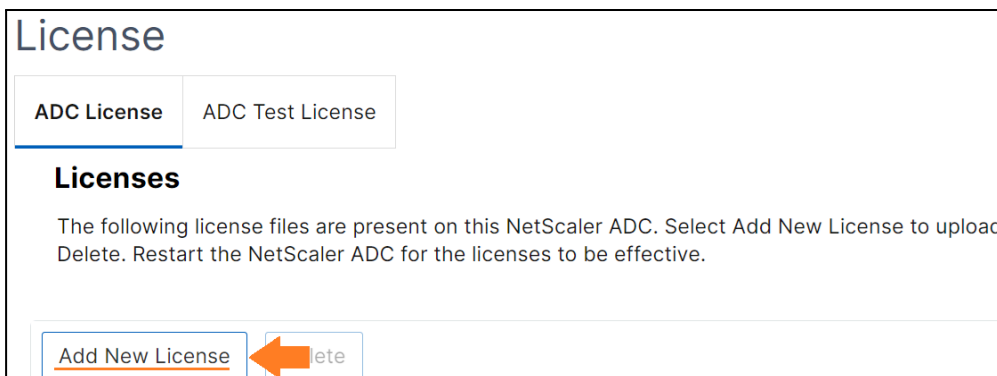 License
ADC License ADC Test License
Licenses
The following license files are present on this NetScaler ADC. Select Add New License to upload
Delete. Restart the NetScaler ADC for the licenses to be effective.
Add New License